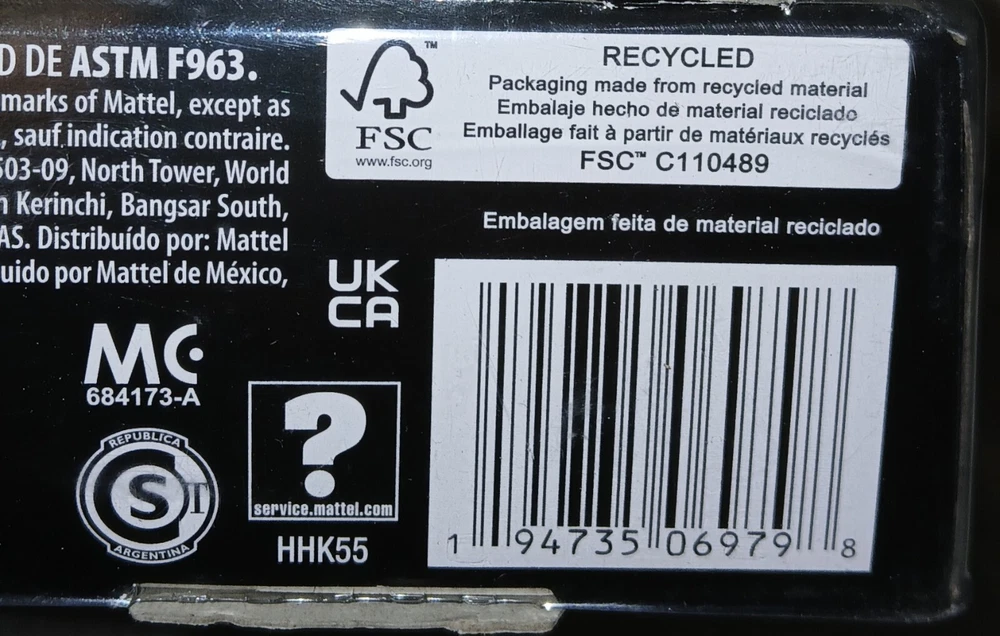 D DE ASTM F963.
marks of Mattel, except as
, sauf indication contraire.
503-09, North Tower, World
Kerinchi, Bangsar South,
AS. Distribuído por: Mattel
uido por Mattel de México,
MC
684173-A
REPUBLICA
S T
ARGENTINA
UK
CA
?
service.mattel.com
HHK55
FSC
TM
www.fsc.org
RECYCLED
Packaging made from recycled material
Embalaje hecho de material reciclado
Emballage fait à partir de matériaux recyclés
FSC™ C110489
Embalagem feita de material reciclado
1 94735 06979 8